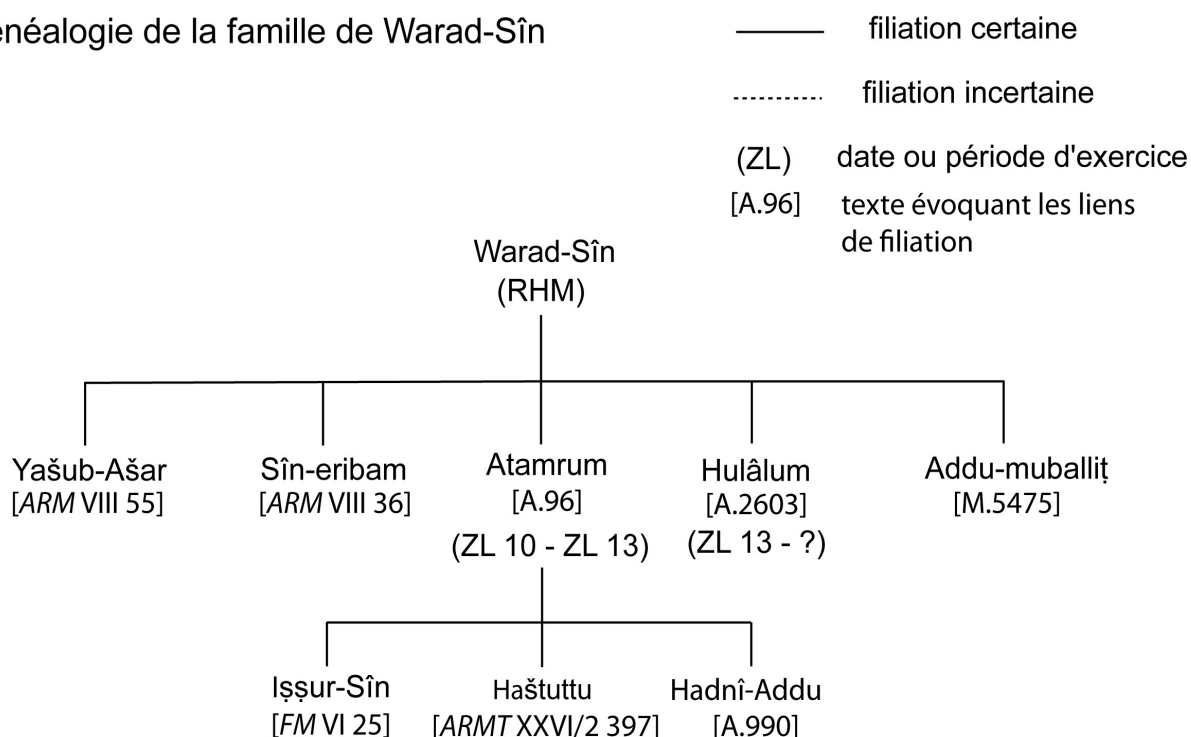 enéalogie de la famille de Warad-Sîn
filiation certaine
filiation incertaine
(ZL) date ou période d'exercice
[A.96] texte évoquant les liens
de filiation
Warad-Sîn
(RHM)
Yašub-Ašar Sîn-eribam Atamrum Hulâlum Addu-muballiṭ
[ARM VIII 55] [ARM VIII 36] [A.96] [A.2603] [M.5475]
(ZL 10 - ZL 13) (ZL 13 - ?)
Iṣṣur-Sîn Haštuttu Hadnî-Addu
[FM VI 25] [ARMT XXVI/2 397] [A.990]